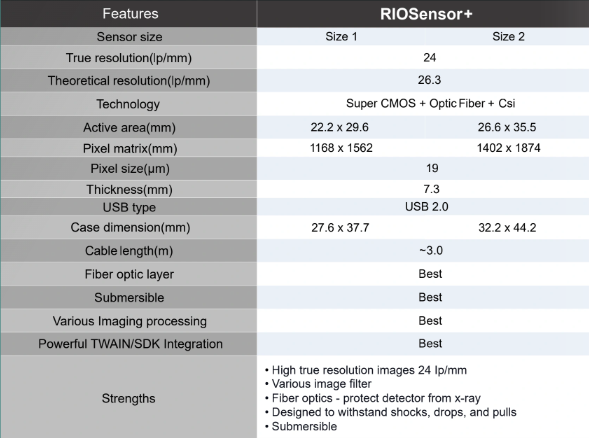 Features RIOSensor+
Sensor size Size 1 Size 2
True resolution(lp/mm) 24
Theoretical resolution(lp/mm) 26.3
Technology Super CMOS + Optic Fiber + Csi
Active area(mm) 22.2 x 29.6 26.6 x 35.5
Pixel matrix(mm) 1168 x 1562 1402 x 1874
Pixel size(μm) 19
Thickness(mm) 7.3
USB type USB 2.0
Case dimension(mm) 27.6 x 37.7 32.2 x 44.2
Cable length(m) ~3.0
Fiber optic layer Best
Submersible Best
Various Imaging processing Best
Powerful TWAIN/SDK Integration Best
Strengths
• High true resolution images 24 lp/mm
• Various image filter
• Fiber optics - protect detector from x-ray
• Designed to withstand shocks, drops, and pulls
• Submersible